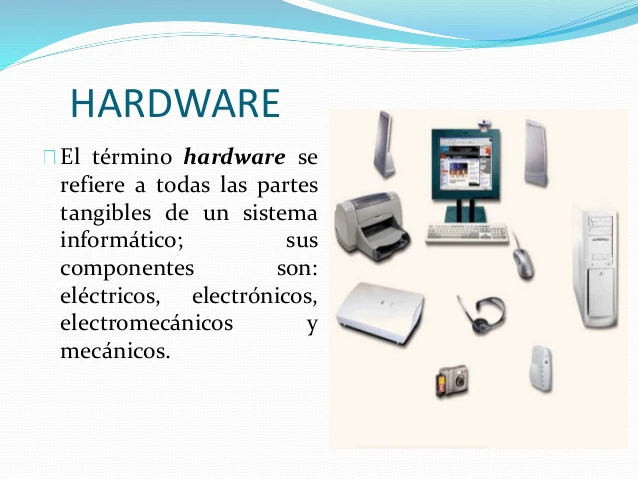 HARDWARE
El término hardware se
refiere a todas las partes
tangibles de un sistema
informático; sus
componentes son:
eléctricos, electrónicos,
electromecánicos y
mecánicos.